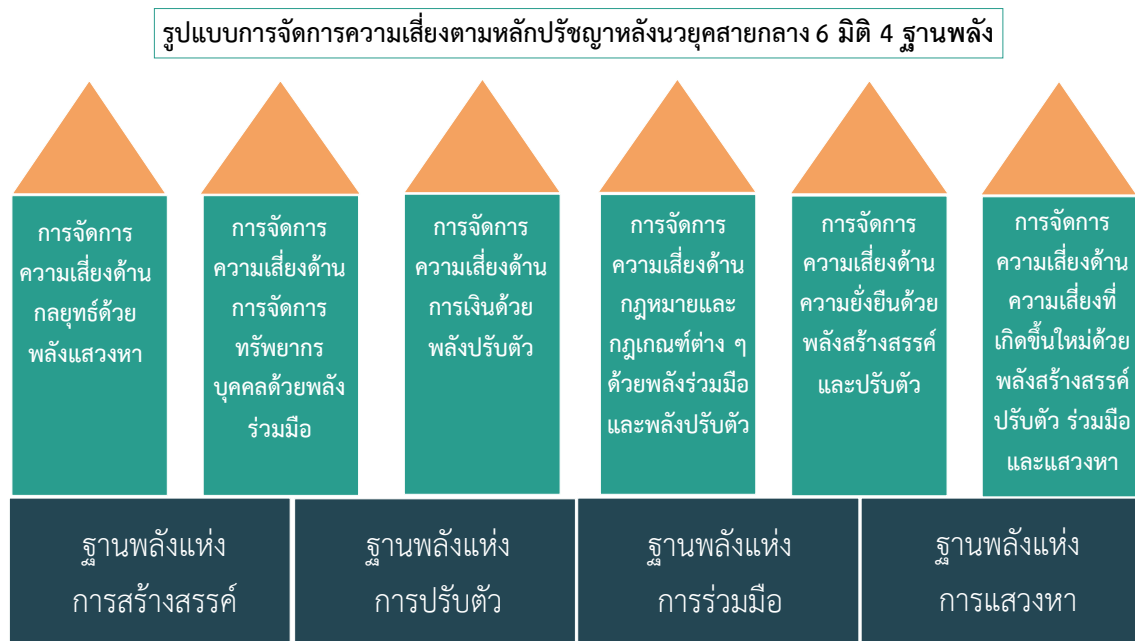 รูปแบบการจัดการความเสี่ยงตามหลักปรัชญาหลังนวยุคสายกลาง 6 มิติ 4 ฐานพลัง
การจัดการ
ความเสี่ยงด้าน
กลยุทธ์ด้วย
พลังแสวงหา
การจัดการ
ความเสี่ยงด้าน
การจัดการ
ทรัพยากร
บุคคลด้วยพลัง
ร่วมมือ
การจัดการ
ความเสี่ยงด้าน
การเงินด้วย
พลังปรับตัว
การจัดการ
ความเสี่ยงด้าน
กฎหมายและ
กฎเกณฑ์ต่าง ๆ
ด้วยพลังร่วมมือ
และพลังปรับตัว
การจัดการ
ความเสี่ยงด้าน
ความยั่งยืนด้วย
พลังสร้างสรรค์
และปรับตัว
การจัดการ
ความเสี่ยงด้าน
ความเสี่ยงที่
เกิดขึ้นใหม่ด้วย
พลังสร้างสรรค์
ปรับตัว ร่วมมือ
และแสวงหา
ฐานพลังแห่ง
การสร้างสรรค์
ฐานพลังแห่ง
การปรับตัว
ฐานพลังแห่ง
การร่วมมือ
ฐานพลังแห่ง
การแสวงหา